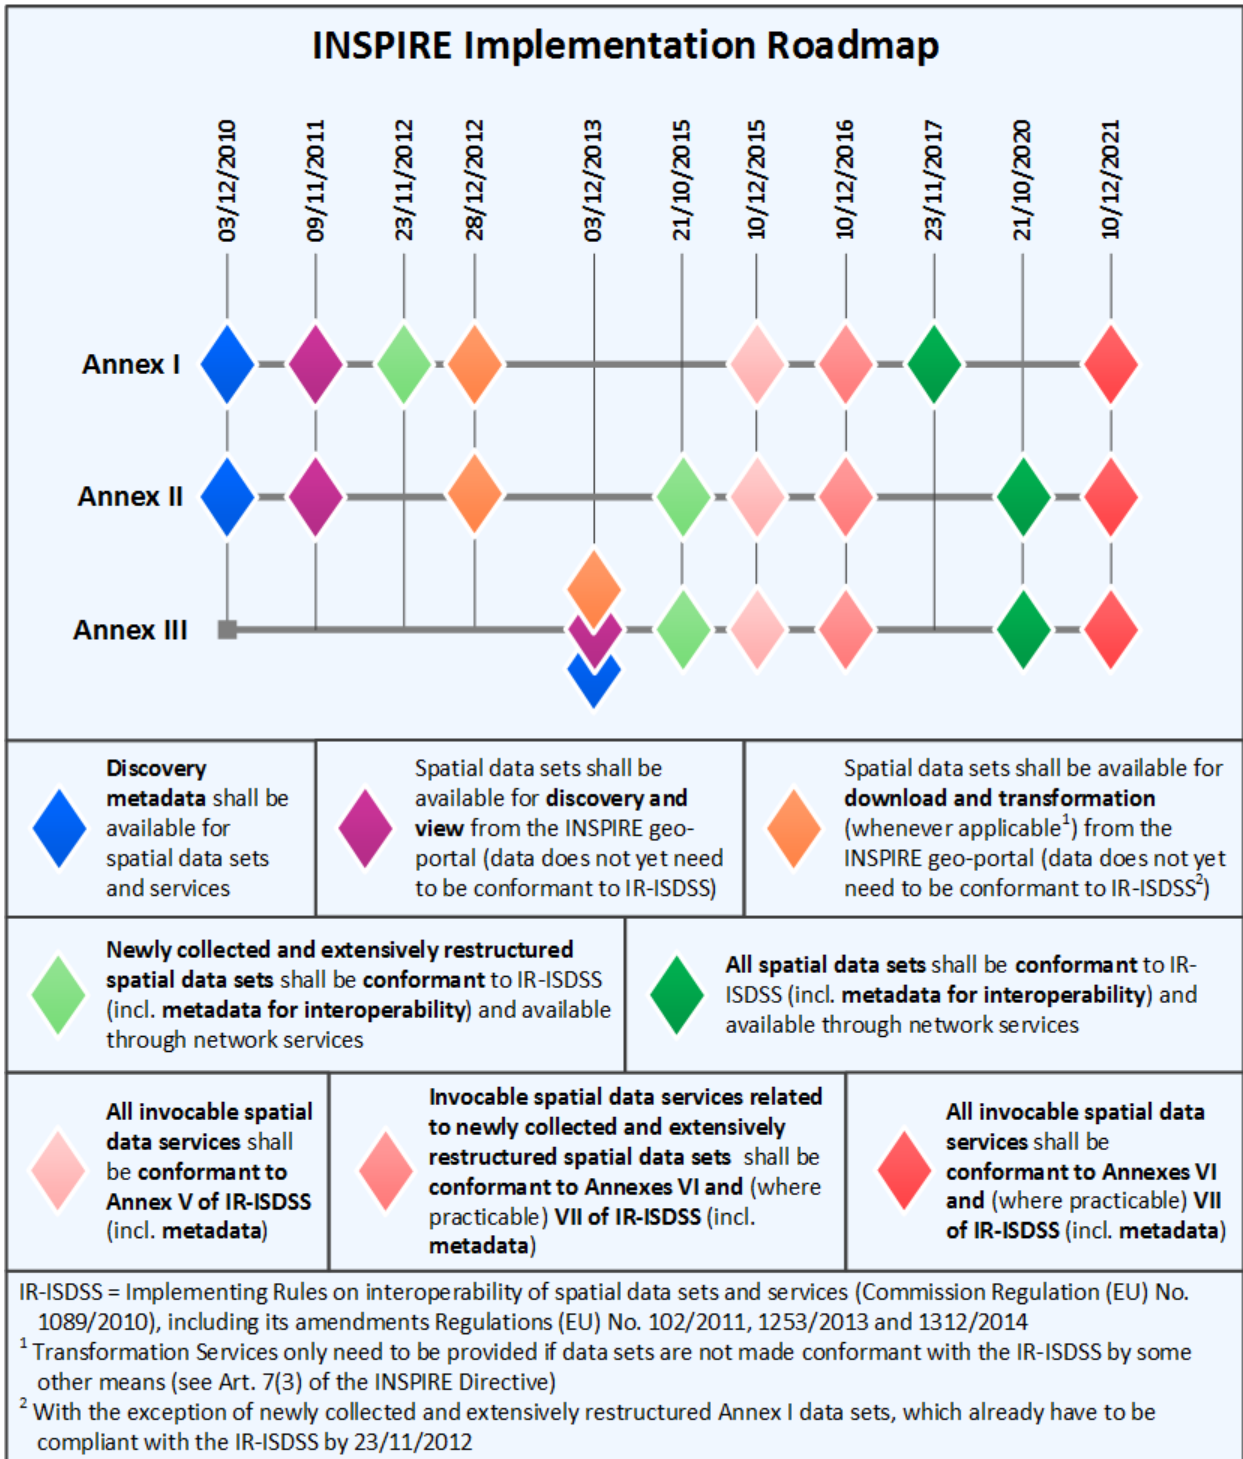 INSPIRE Implementation Roadmap
03/12/2010
09/11/2011
23/11/2012
28/12/2012
03/12/2013
21/10/2015
10/12/2015
10/12/2016
23/11/2017
21/10/2020
10/12/2021
Annex I
Annex II
Annex III
Discovery
metadata shall be
available for
spatial data sets
and services
Spatial data sets shall be
available for discovery and
view from the INSPIRE geo-
portal (data does not yet need
to be conformant to IR-ISDSS)
Spatial data sets shall be available for
download and transformation
(whenever applicable1) from the
INSPIRE geo-portal (data does not yet
need to be conformant to IR-ISDSS2)
Newly collected and extensively restructured
spatial data sets shall be conformant to IR-ISDSS
(incl. metadata for interoperability) and available
through network services
All spatial data sets shall be conformant to IR-
ISDSS (incl. metadata for interoperability) and
available through network services
All invocable spatial
data services shall
be conformant to
Annex V of IR-ISDSS
(incl. metadata)
Invocable spatial data services related
to newly collected and extensively
restructured spatial data sets shall be
conformant to Annexes VI and (where
practicable) VII of IR-ISDSS (incl.
metadata)
All invocable spatial data
services shall be
conformant to Annexes VI
and (where practicable) VII
of IR-ISDSS (incl. metadata)
IR-ISDSS = Implementing Rules on interoperability of spatial data sets and services (Commission Regulation (EU) No.
1089/2010), including its amendments Regulations (EU) No. 102/2011, 1253/2013 and 1312/2014
1 Transformation Services only need to be provided if data sets are not made conformant with the IR-ISDSS by some
other means (see Art. 7(3) of the INSPIRE Directive)
2 With the exception of newly collected and extensively restructured Annex I data sets, which already have to be
compliant with the IR-ISDSS by 23/11/2012